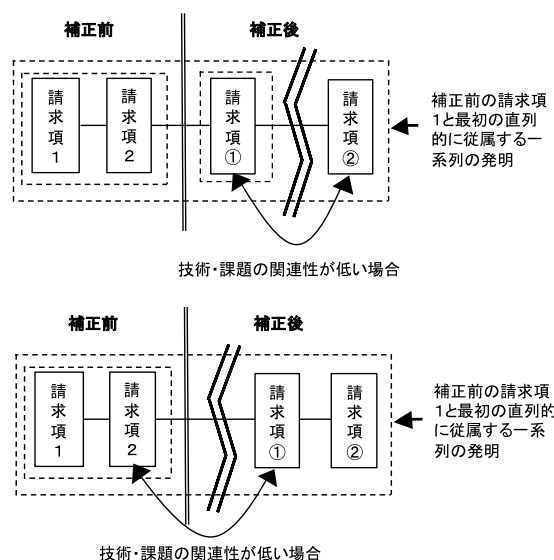 補正前
補正後
請求項1
請求項2
請求項①
請求項②
補正前の請求項
1と最初の直列
的に従属する一
系列の発明
技術・課題の関連性が低い場合
補正前
補正後
請求項1
請求項2
請求項①
請求項②
補正前の請求項
1と最初の直列的
に従属する一系
列の発明
技術・課題の関連性が低い場合